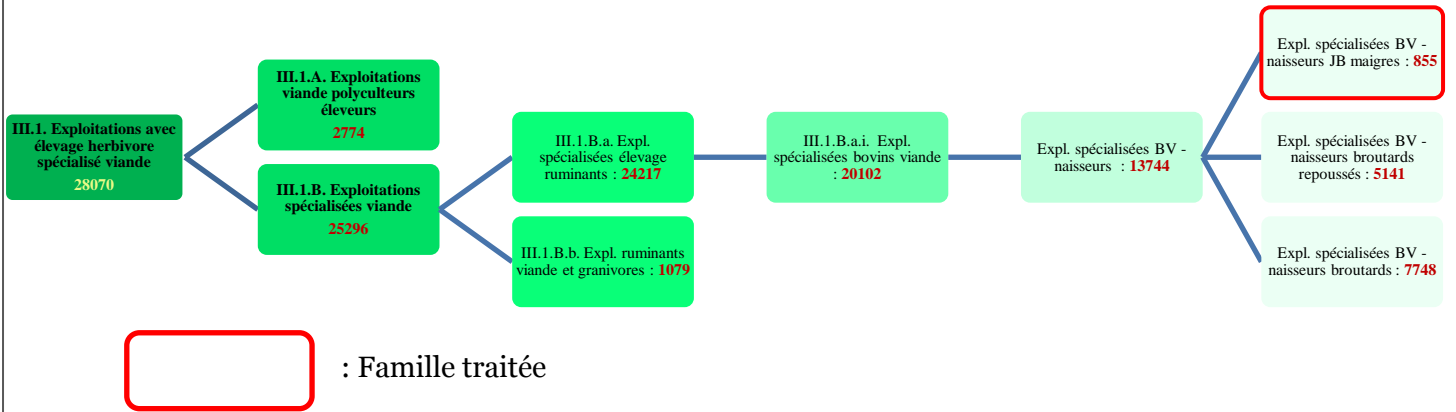 III.1. Exploitations avec
élevage herbivore
spécialisé viande
28070
III.1.A. Exploitations
viande polyculteurs
éleveurs
2774
III.1.B. Exploitations
spécialisées viande
25296
III.1.B.a. Expl.
spécialisées élevage
ruminants : 24217
III.1.B.b. Expl. ruminants
viande et granivores : 1079
III.1.B.a.i. Expl.
spécialisées bovins viande
: 20102
Expl. spécialisées BV -
naisseurs : 13744
Expl. spécialisées BV -
naisseurs JB maigres : 855
Expl. spécialisées BV -
naisseurs broutards
repoussés : 5141
Expl. spécialisées BV -
naisseurs broutards : 7748
: Famille traitée